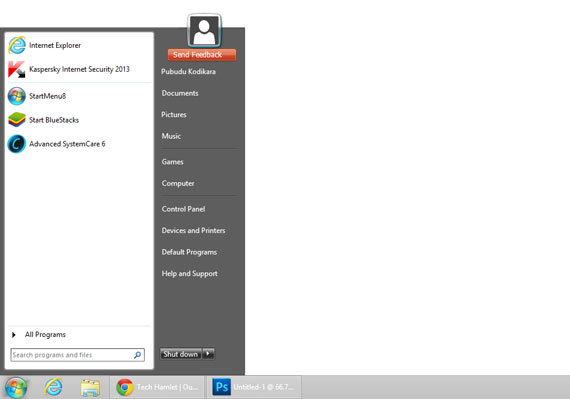 Send Feedback
Internet Explorer
Kaspersky Internet Security 2013
StartMenu8
Start BlueStacks
Advanced SystemCare 6
All Programs
Search programs and files
Pubudu Kodikara
Documents
Pictures
Music
Games
Computer
Control Panel
Devices and Printers
Default Programs
Help and Support
Shut down
Tech Hamlet | Ou...
Ps
Untitled-1 @ 66.7...